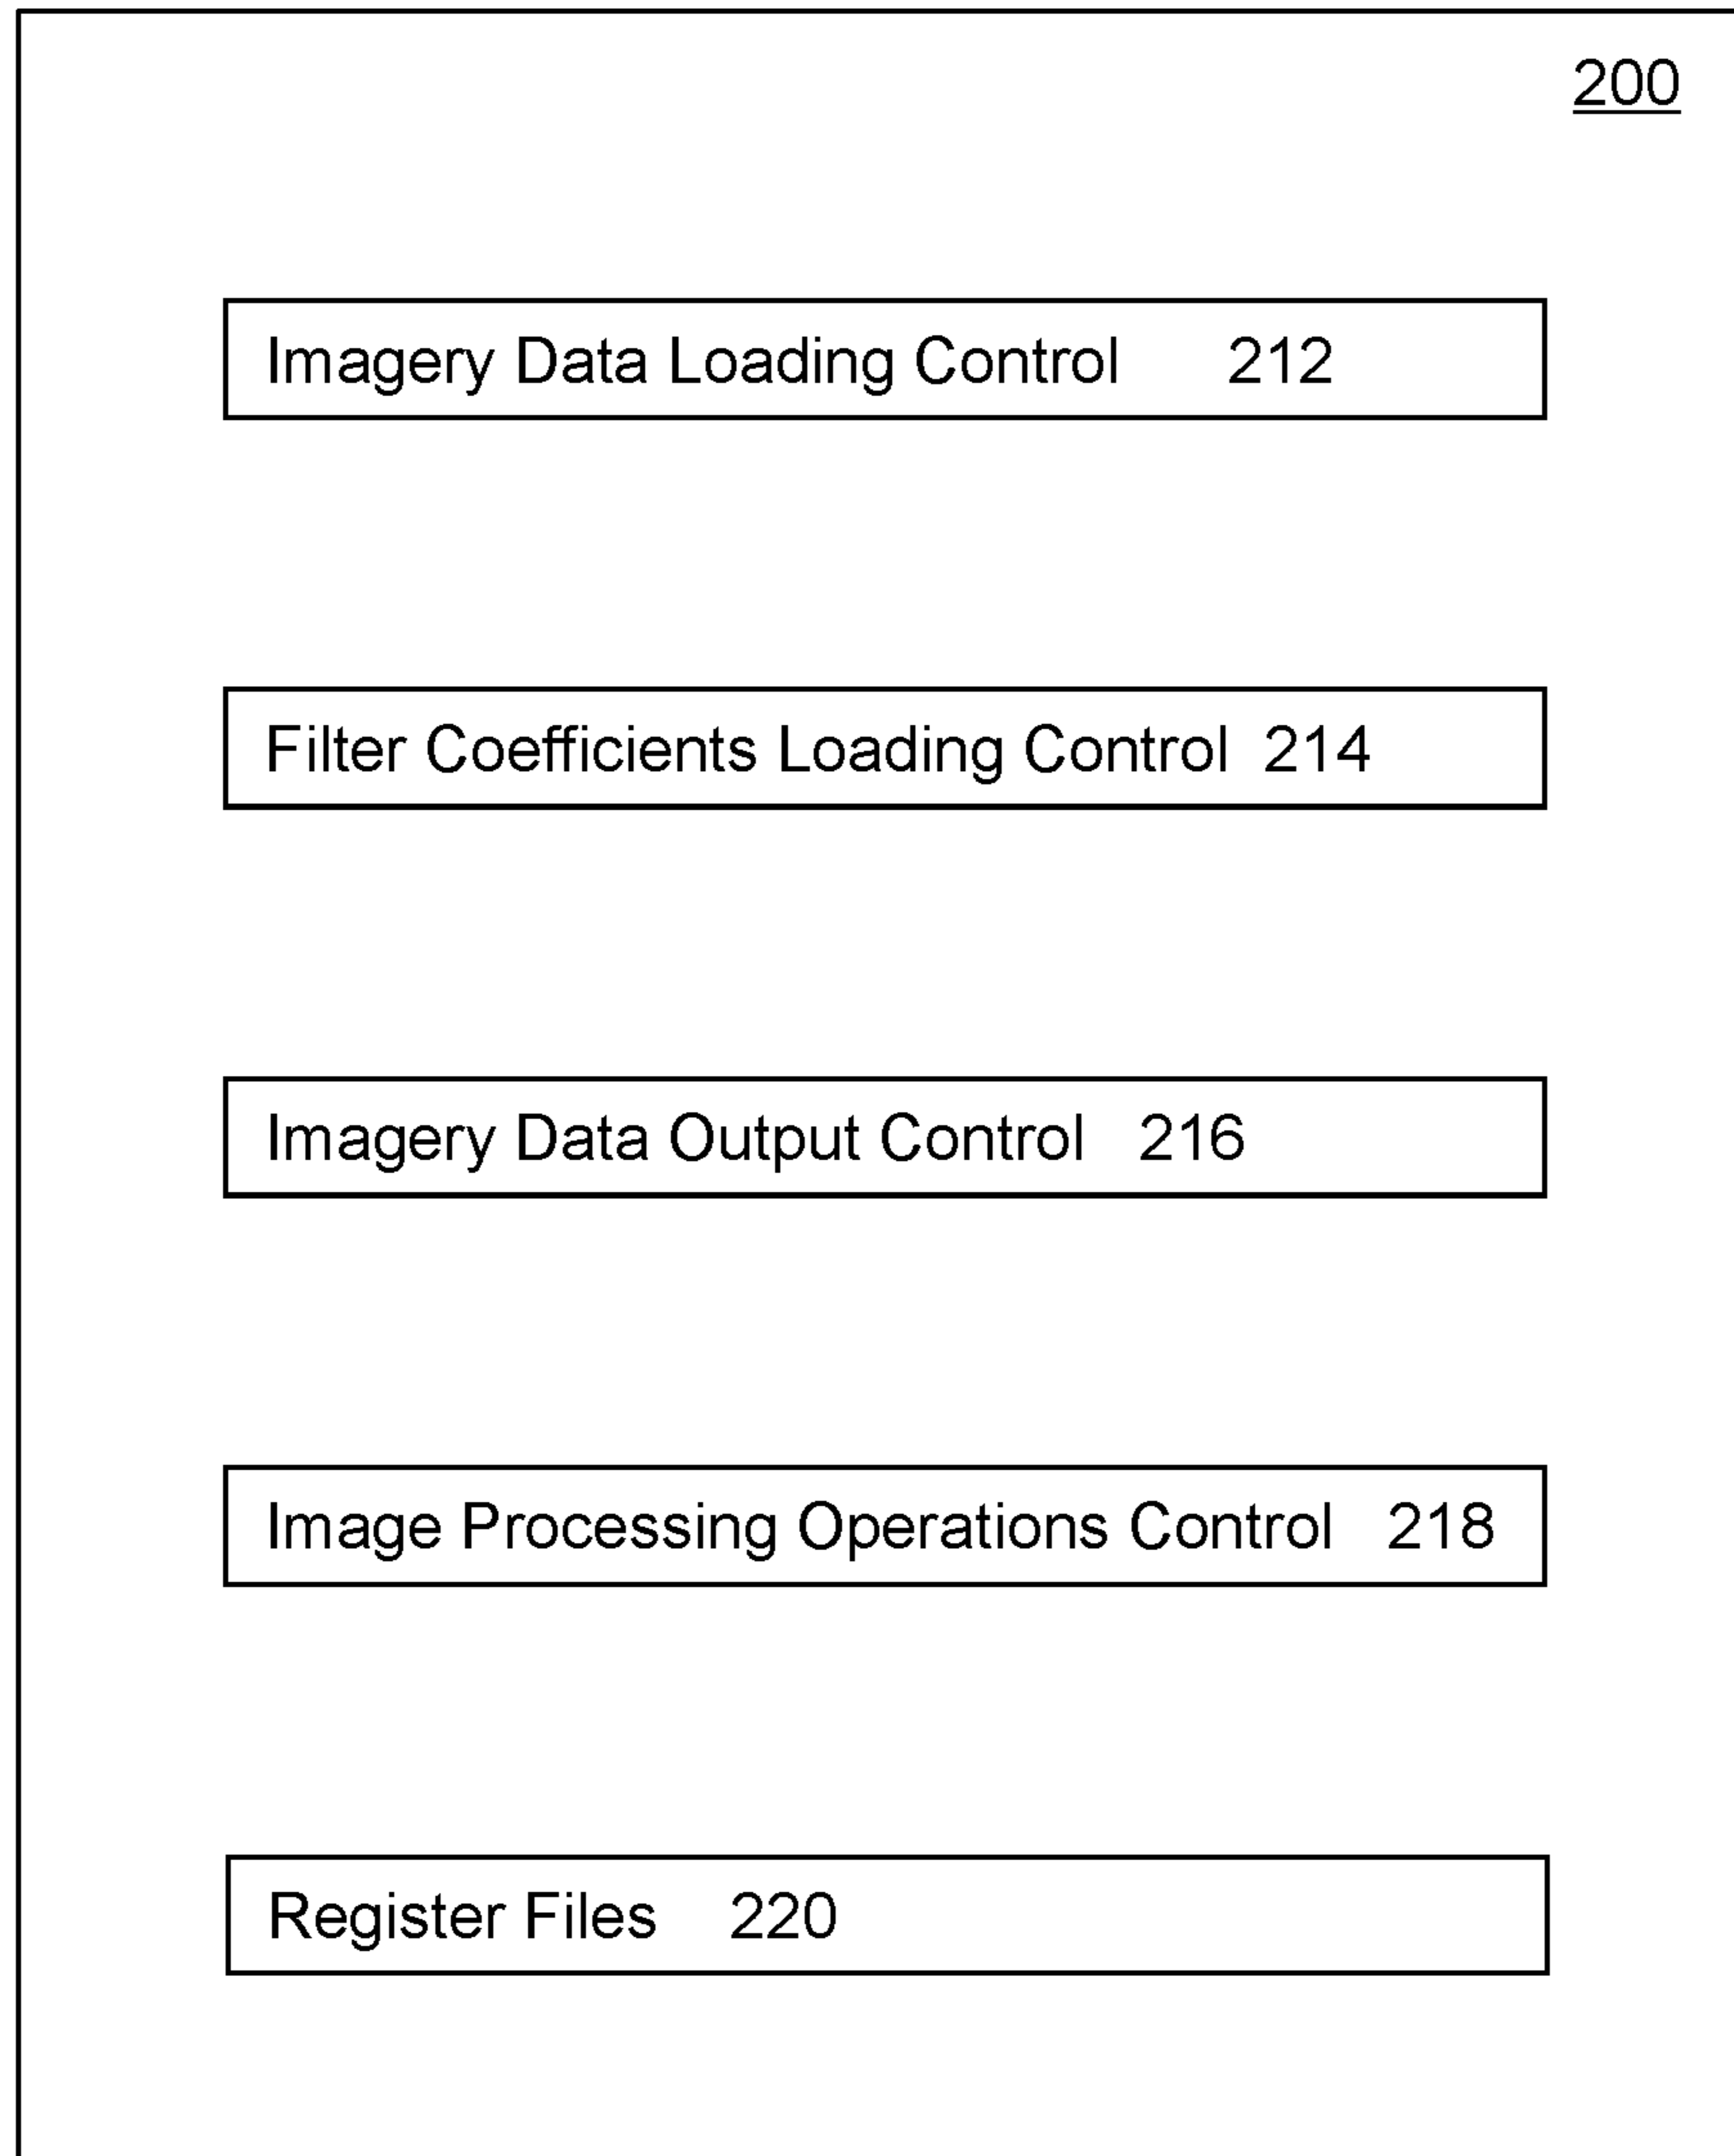 200
Imagery Data Loading Control 212
Filter Coefficients Loading Control 214
Imagery Data Output Control 216
Image Processing Operations Control 218
Register Files 220